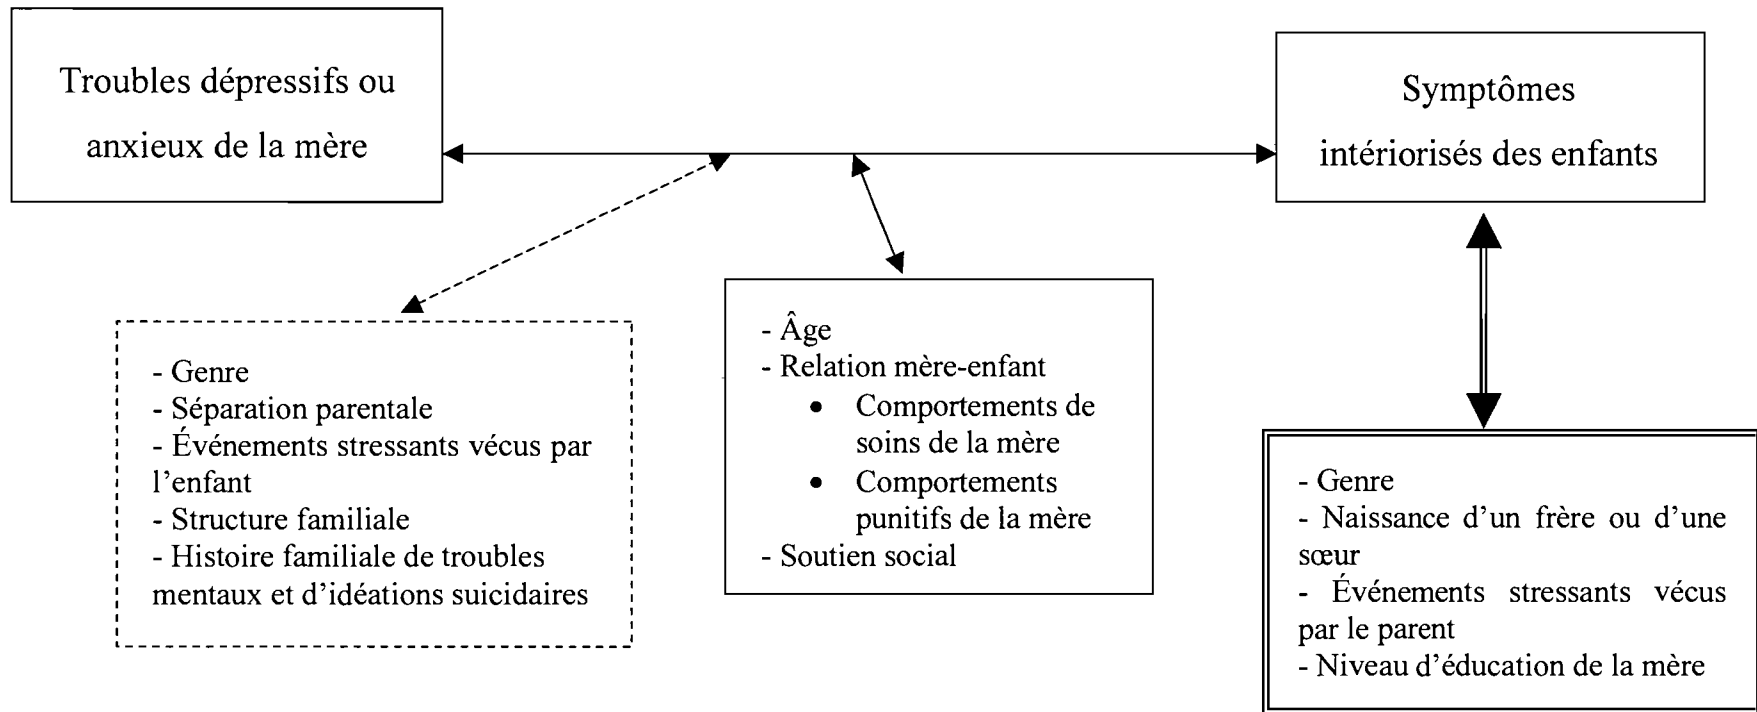 Troubles dépressifs ou
anxieux de la mère
Symptômes
intériorisés des enfants
- Genre
- Séparation parentale
- Événements stressants vécus par
l'enfant
- Structure familiale
- Histoire familiale de troubles
mentaux et d'idéations suicidaires
- Âge
- Relation mère-enfant
• Comportements de
soins de la mère
• Comportements
punitifs de la mère
- Soutien social
- Genre
- Naissance d'un frère ou d'une
sœur
- Événements stressants vécus
par le parent
- Niveau d'éducation de la mère